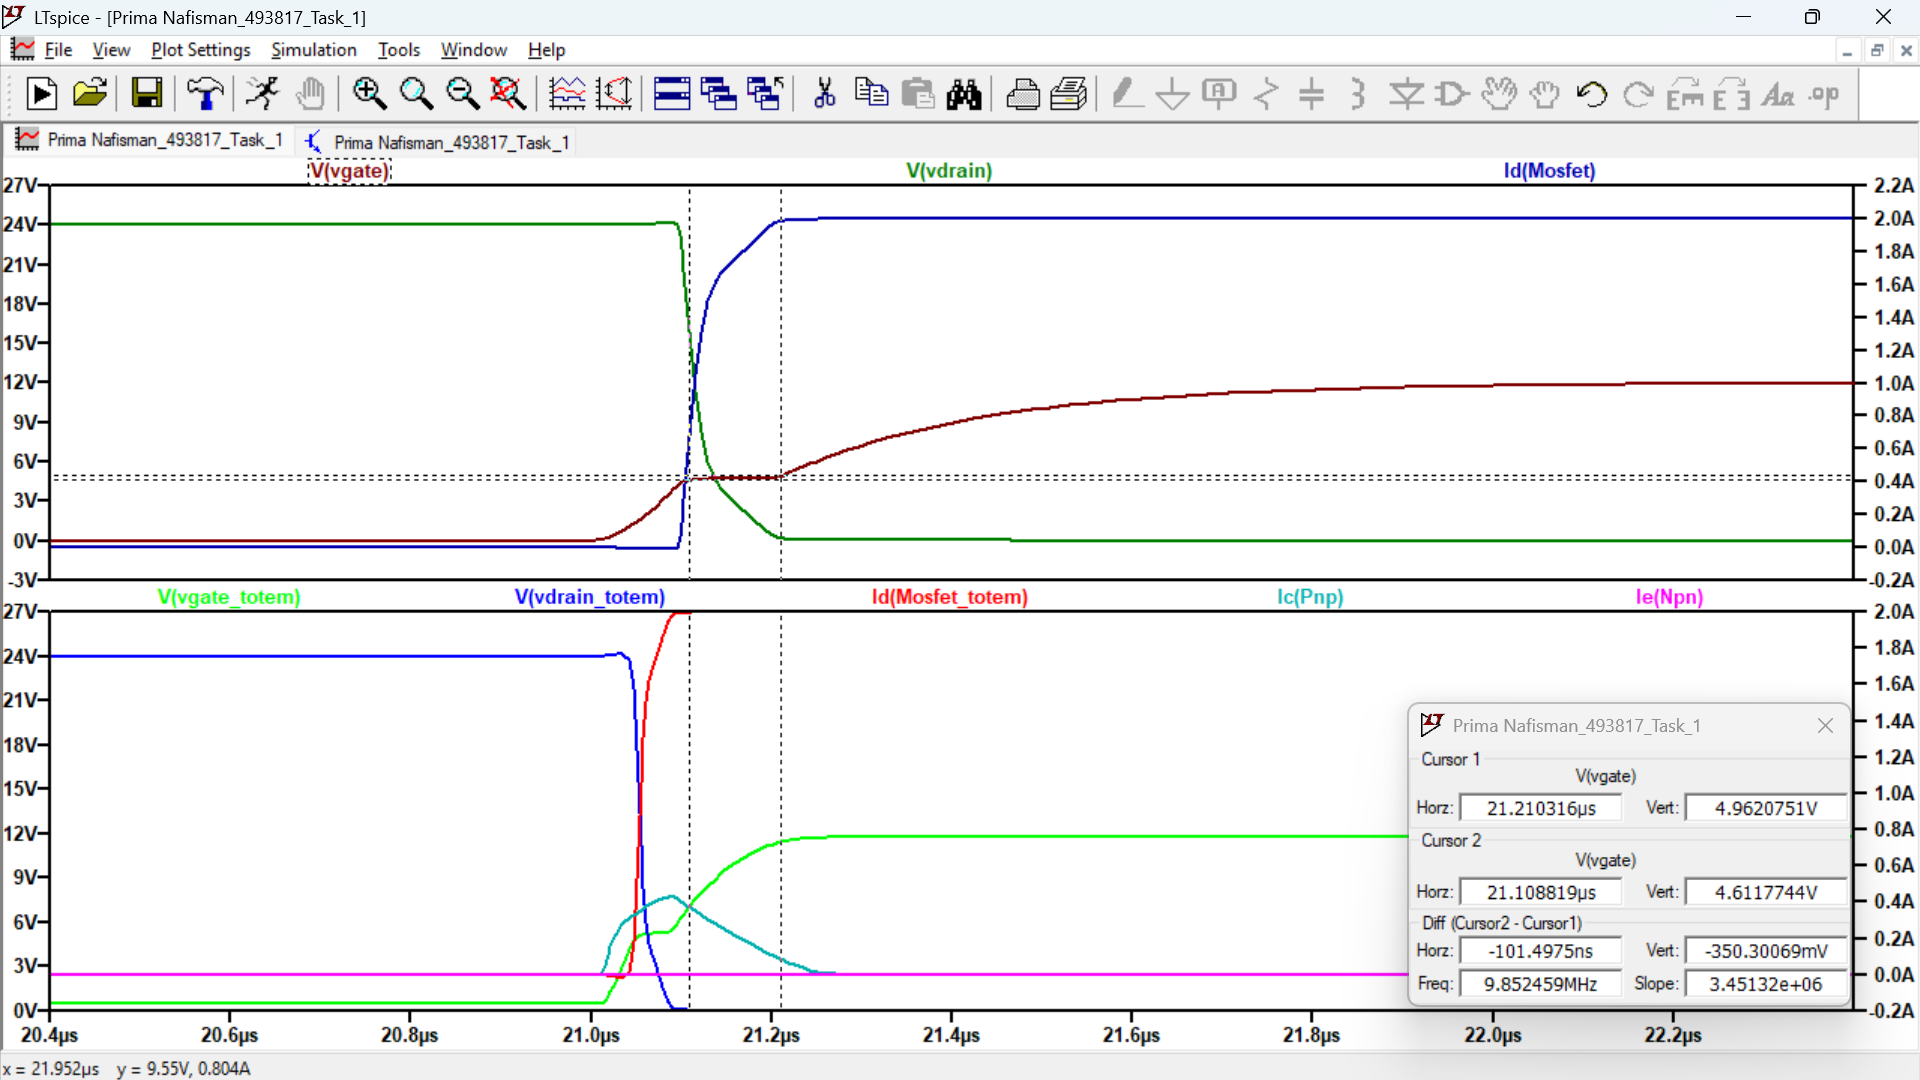 LTspice - [Prima Nafisman_493817_Task_1]
File View Plot Settings Simulation Tools Window Help
Aa .op
Prima Nafisman_493817_Task_1 Prima Nafisman_493817_Task_1
V(vgate) V(vdrain) Id(Mosfet)
27V 2.2A
24V 2.0A
21V 1.8A
18V 1.6A
15V 1.4A
12V 1.2A
9V 1.0A
6V 0.8A
3V 0.6A
0V 0.4A
-3V 0.2A
0.0A
-0.2A
V(vgate_totem) V(vdrain_totem) Id(Mosfet_totem) Ic(Pnp) Ie(Npn)
27V 2.0A
24V 1.8A
21V 1.6A
18V 1.4A
15V 1.2A
12V 1.0A
9V 0.8A
6V 0.6A
3V 0.4A
0V 0.2A
0.0A
-0.2A
20.4µs 20.6µs 20.8µs 21.0µs 21.2µs 21.4µs 21.6µs 21.8µs 22.0µs 22.2µs
Prima Nafisman_493817_Task_1
Cursor 1
V(vgate)
Horz: 21.210316µs Vert: 4.9620751V
Cursor 2
V(vgate)
Horz: 21.108819µs Vert: 4.6117744V
Diff (Cursor2 - Cursor1)
Horz: -101.4975ns Vert: -350.30069mV
Freq: 9.852459MHz Slope: 3.45132e+06
x = 21.952µs y = 9.55V, 0.804A